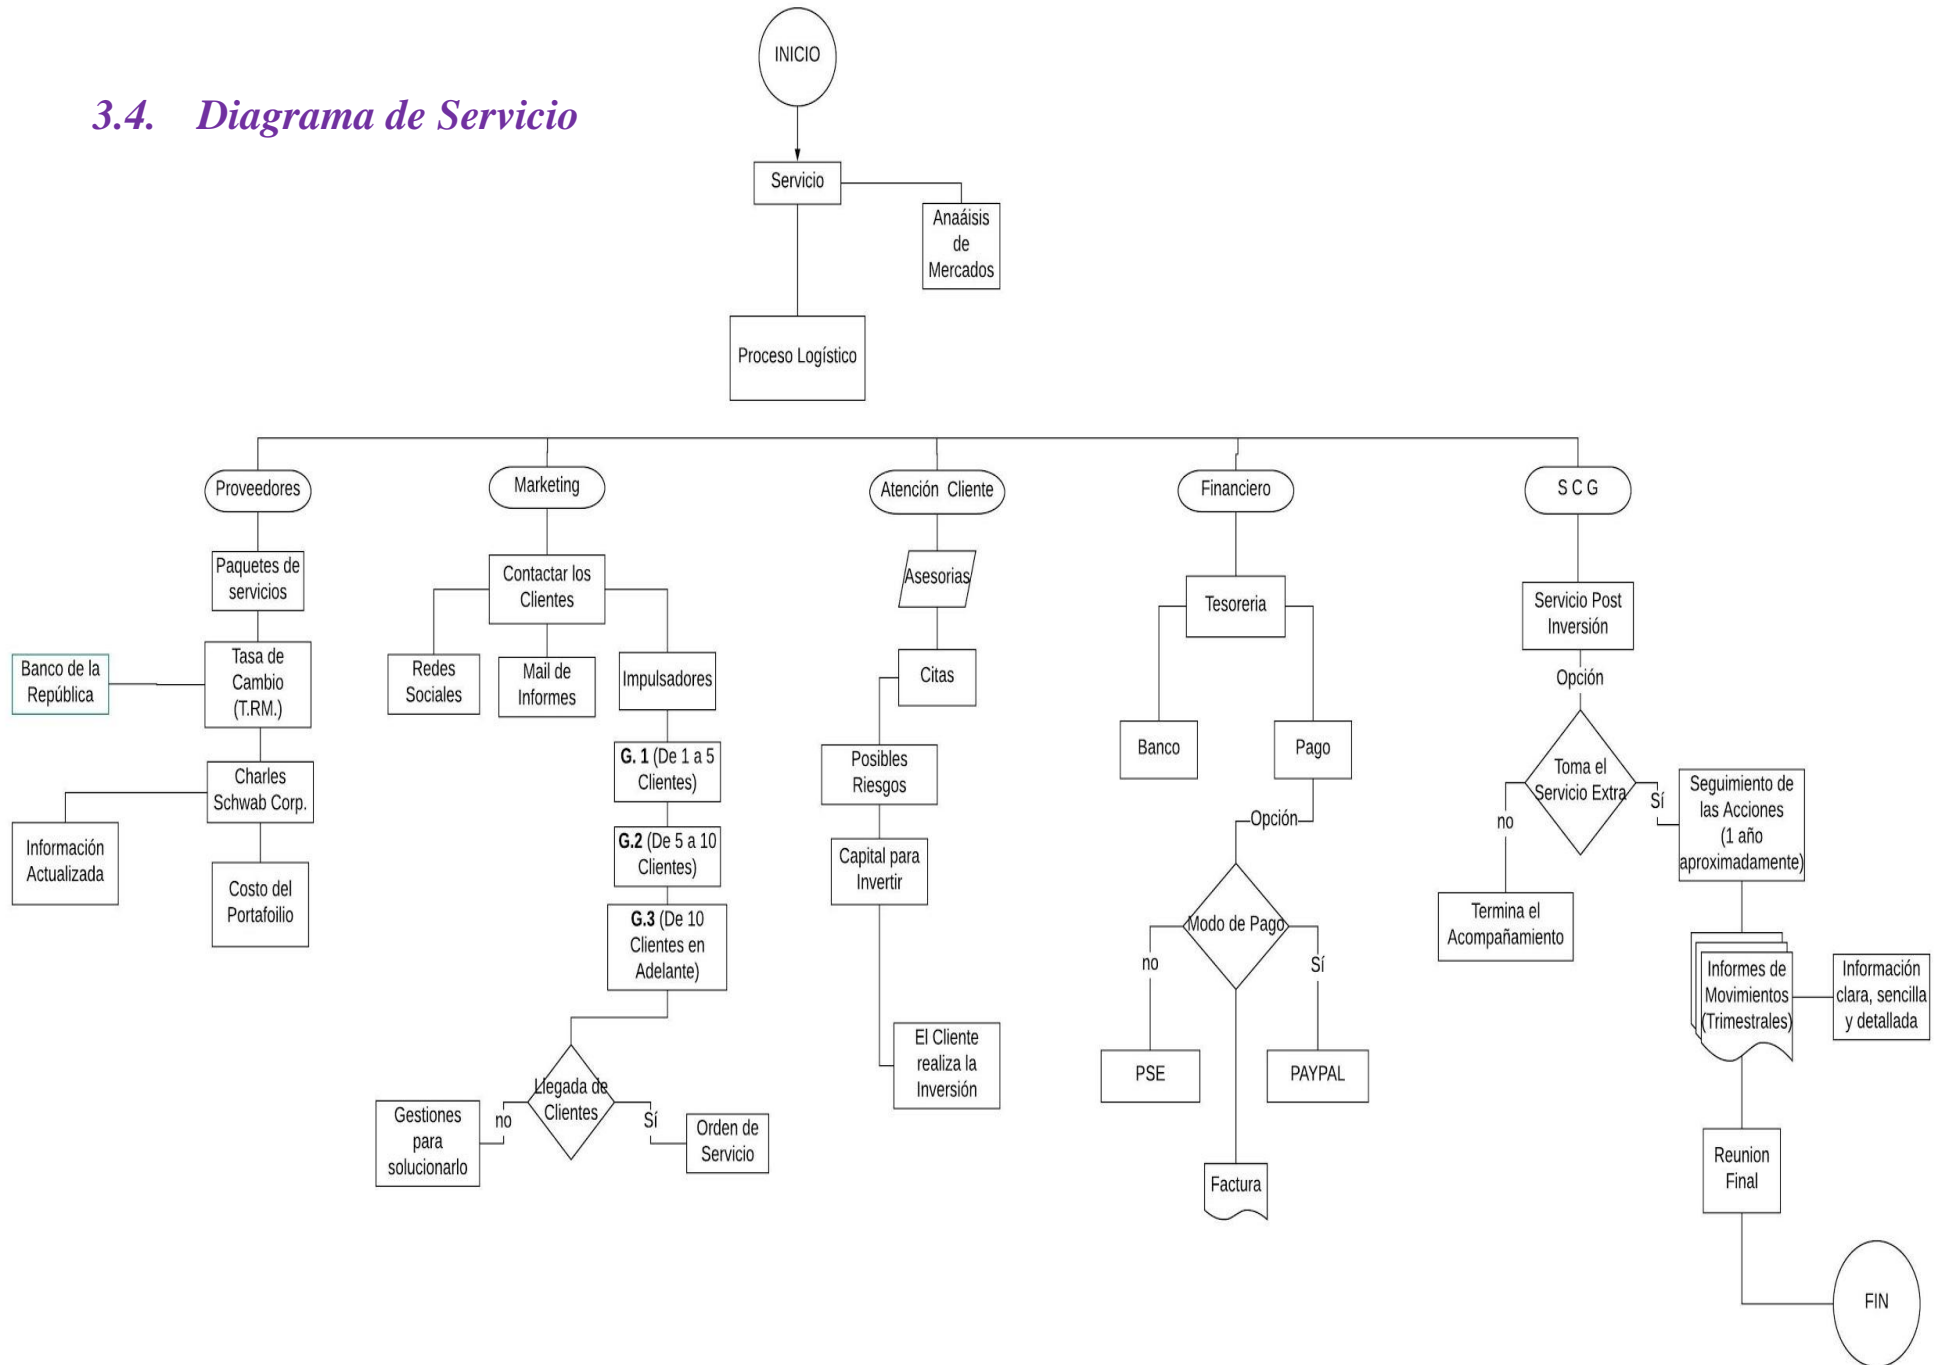 INICIO
3.4. Diagrama de Servicio
Servicio
Anaáisis
de
Mercados
Proceso Logístico
Proveedores
Paquetes de
servicios
Banco de la
República
Tasa de
Cambio
(T.RM.)
Charles
Schwab Corp.
Información
Actualizada
Costo del
Portafoilio
Marketing
Contactar los
Clientes
Redes
Sociales
Mail de
Informes
Impulsadores
G. 1 (De 1 a 5
Clientes)
G.2 (De 5 a 10
Clientes)
G.3 (De 10
Clientes en
Adelante)
Llegada de
Clientes
no
Sí
Gestiones
para
solucionarlo
Orden de
Servicio
Atención Cliente
Asesorias
Citas
Posibles
Riesgos
Capital para
Invertir
El Cliente
realiza la
Inversión
Financiero
Tesoreria
Banco
Pago
Opción
Modo de Pago
no
Sí
PSE
PAYPAL
Factura
S C G
Servicio Post
Inversión
Opción
Toma el
Servicio Extra
no
Sí
Termina el
Acompañamiento
Seguimiento de
las Acciones
(1 año
aproximadamente)
Informes de
Movimientos
(Trimestrales)
Información
clara, sencilla
y detallada
Reunion
Final
FIN